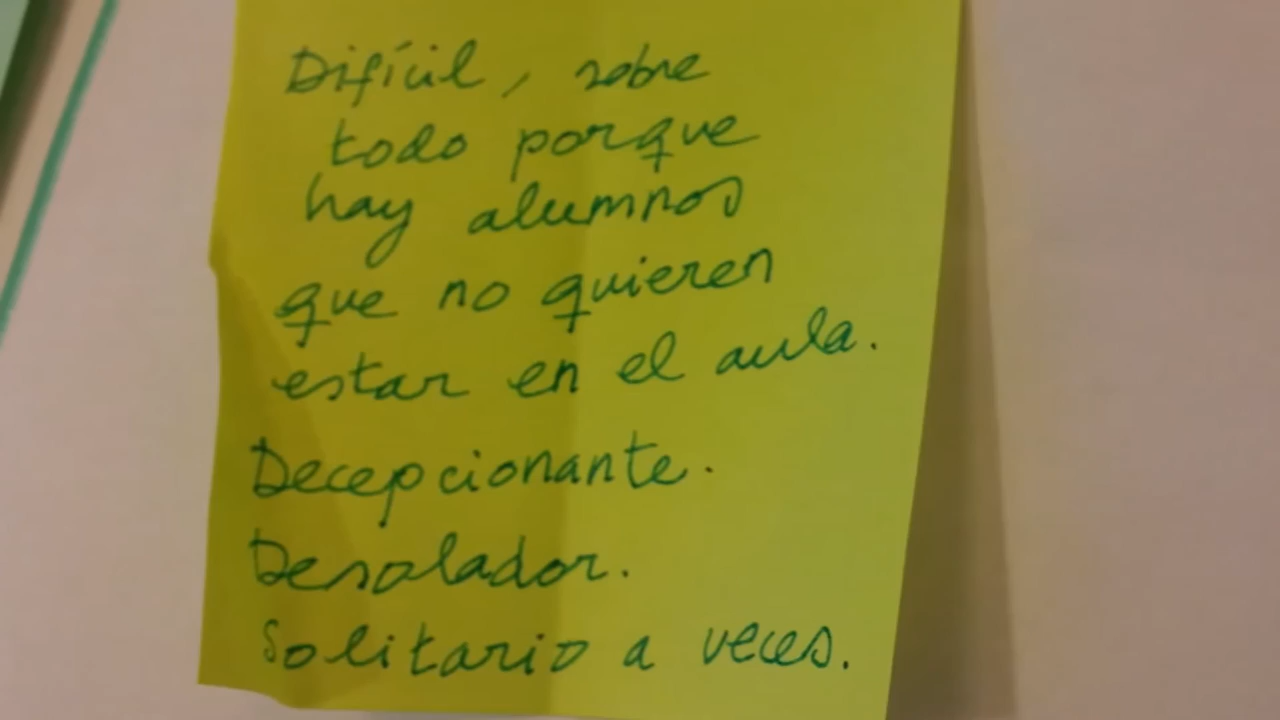 Difícil, sobre
todo porque
hay alumnos
que no quieren
estar en el aula.
Decepcionante.
Desolador.
Solitario a veces.